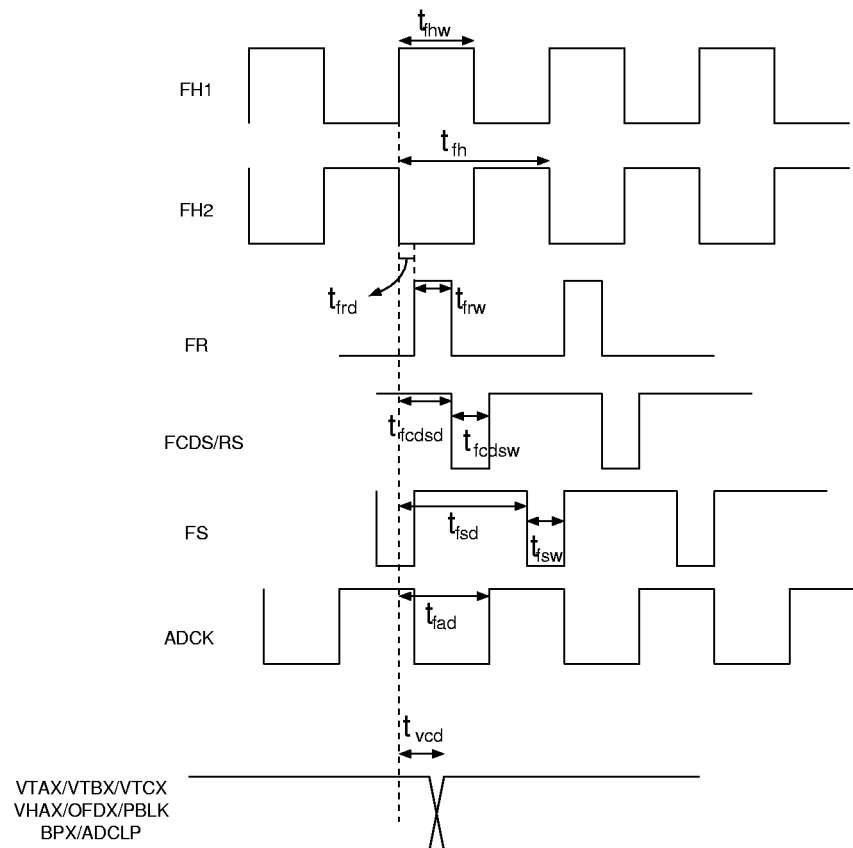 tfhw
FH1
tfh
FH2
tfrd
tfrw
FR
tfcdsd
tfcdsw
FCDS/RS
FS
tfsd
tfsw
ADCK
tfad
tvcd
VTAX/VTBX/VTCX
VHAX/OFDX/PBLK
BPX/ADCLP